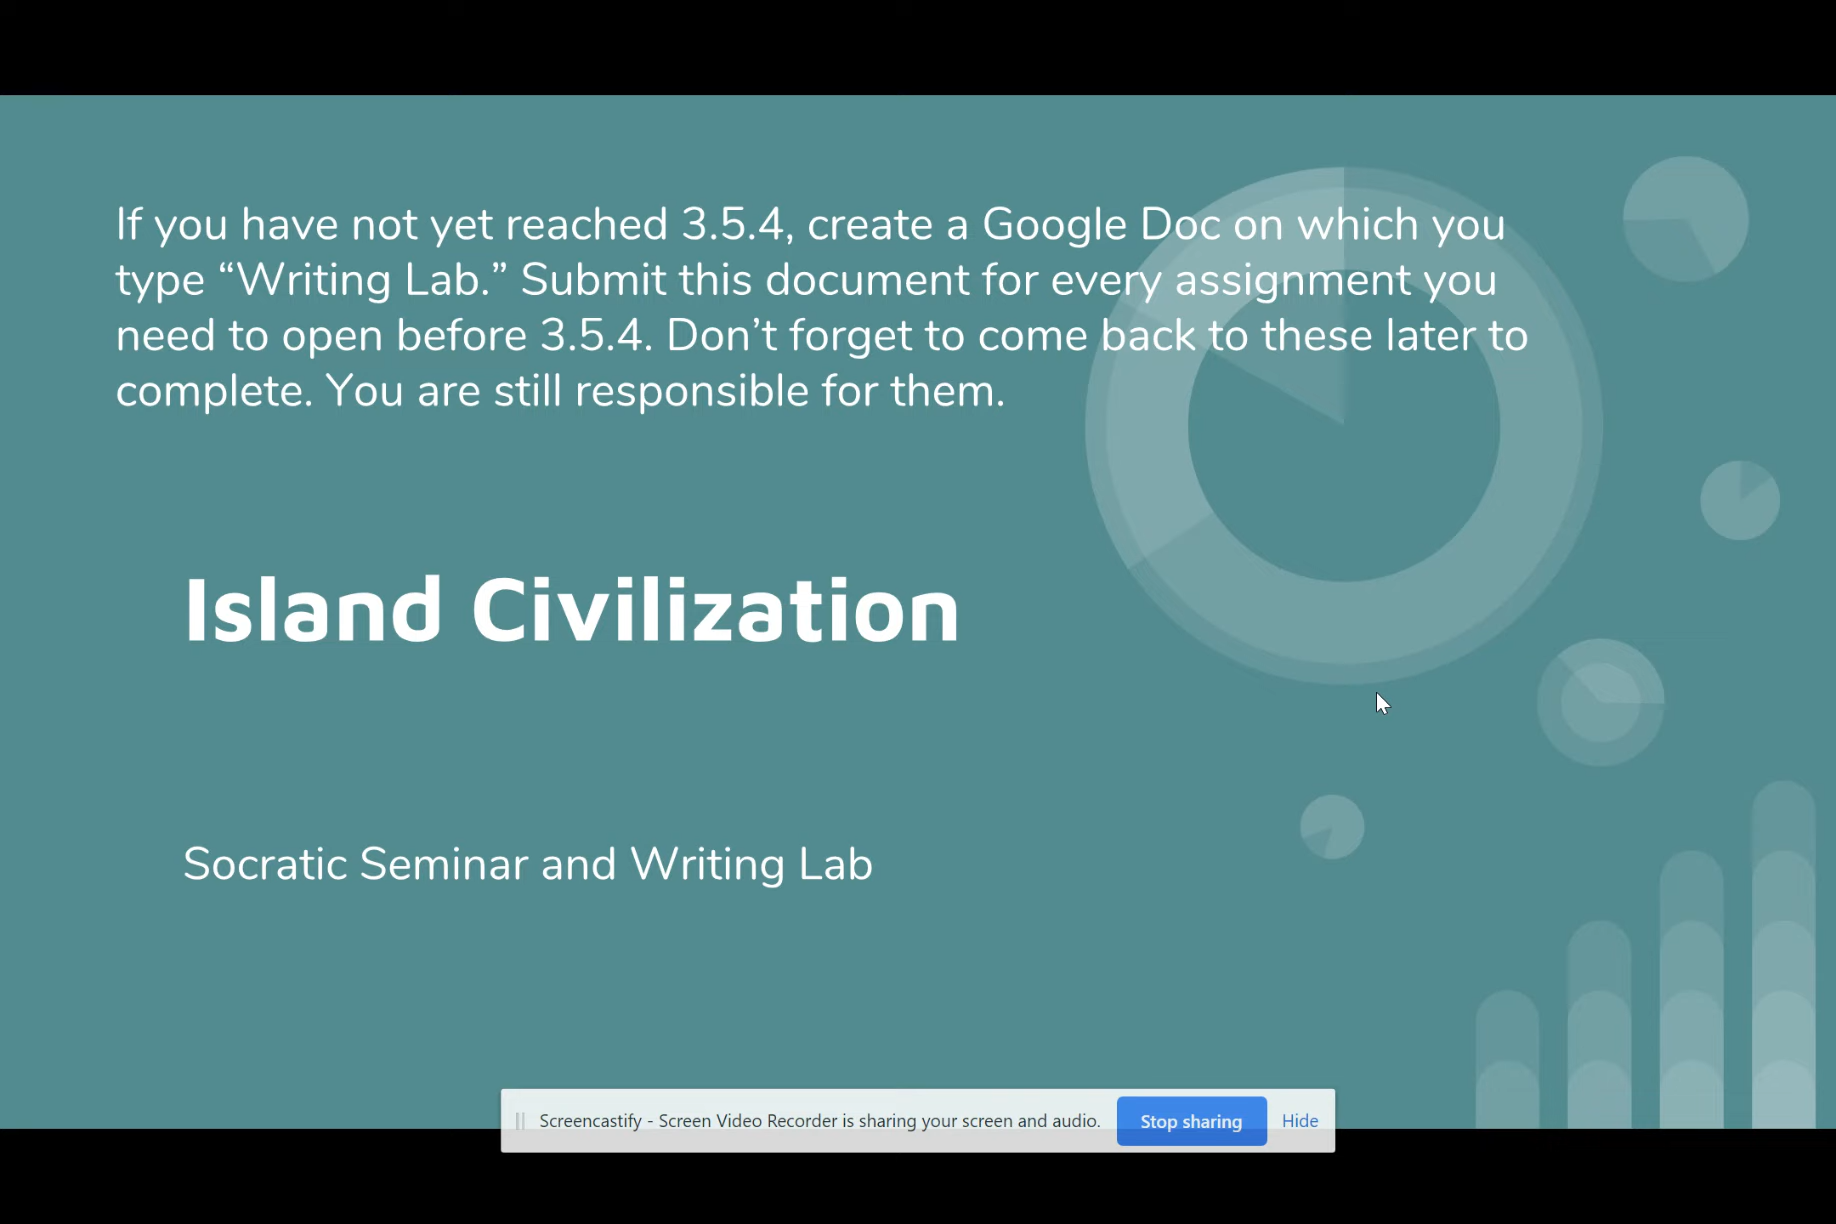 If you have not yet reached 3.5.4, create a Google Doc on which you
type “Writing Lab.” Submit this document for every assignment you
need to open before 3.5.4. Don’t forget to come back to these later to
complete. You are still responsible for them.
Island Civilization
Socratic Seminar and Writing Lab
Screencastify - Screen Video Recorder is sharing your screen and audio. Stop sharing Hide